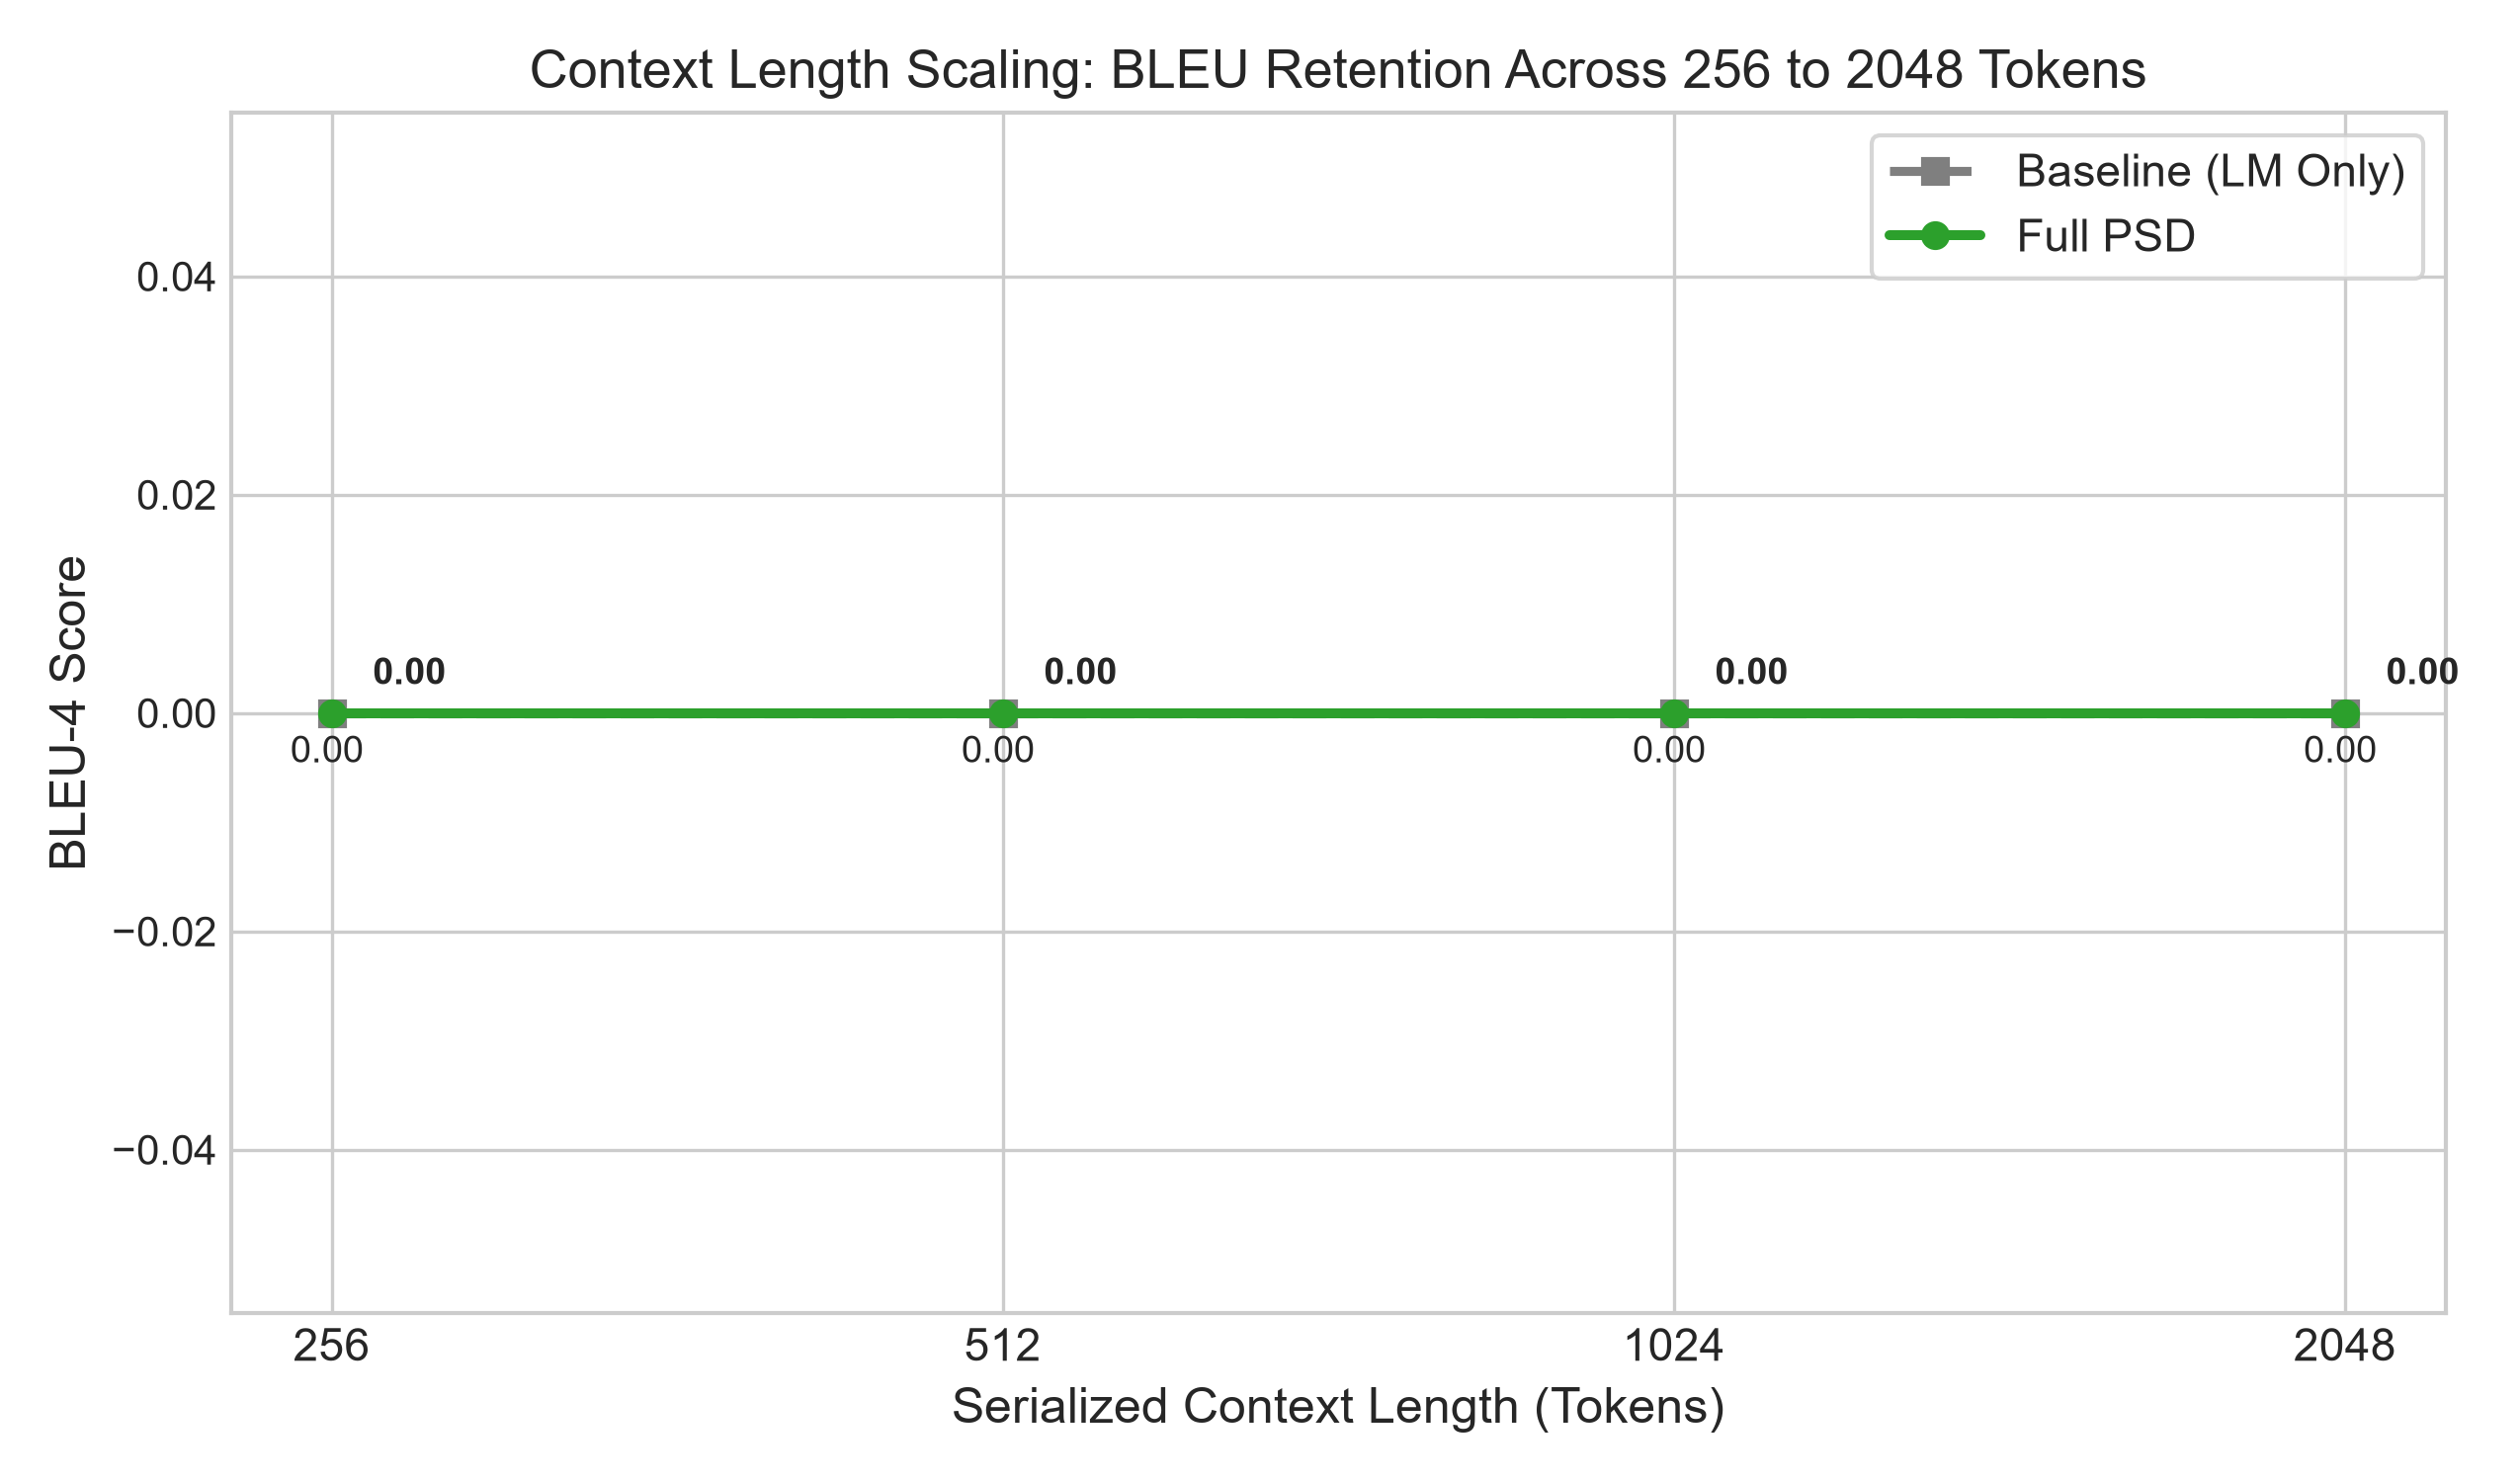 Context Length Scaling: BLEU Retention Across 256 to 2048 Tokens
Baseline (LM Only)
Full PSD
BLEU-4 Score
0.04
0.02
0.00
−0.02
−0.04
0.00 0.00 0.00 0.00
0.00 0.00 0.00 0.00
256 512 1024 2048
Serialized Context Length (Tokens)